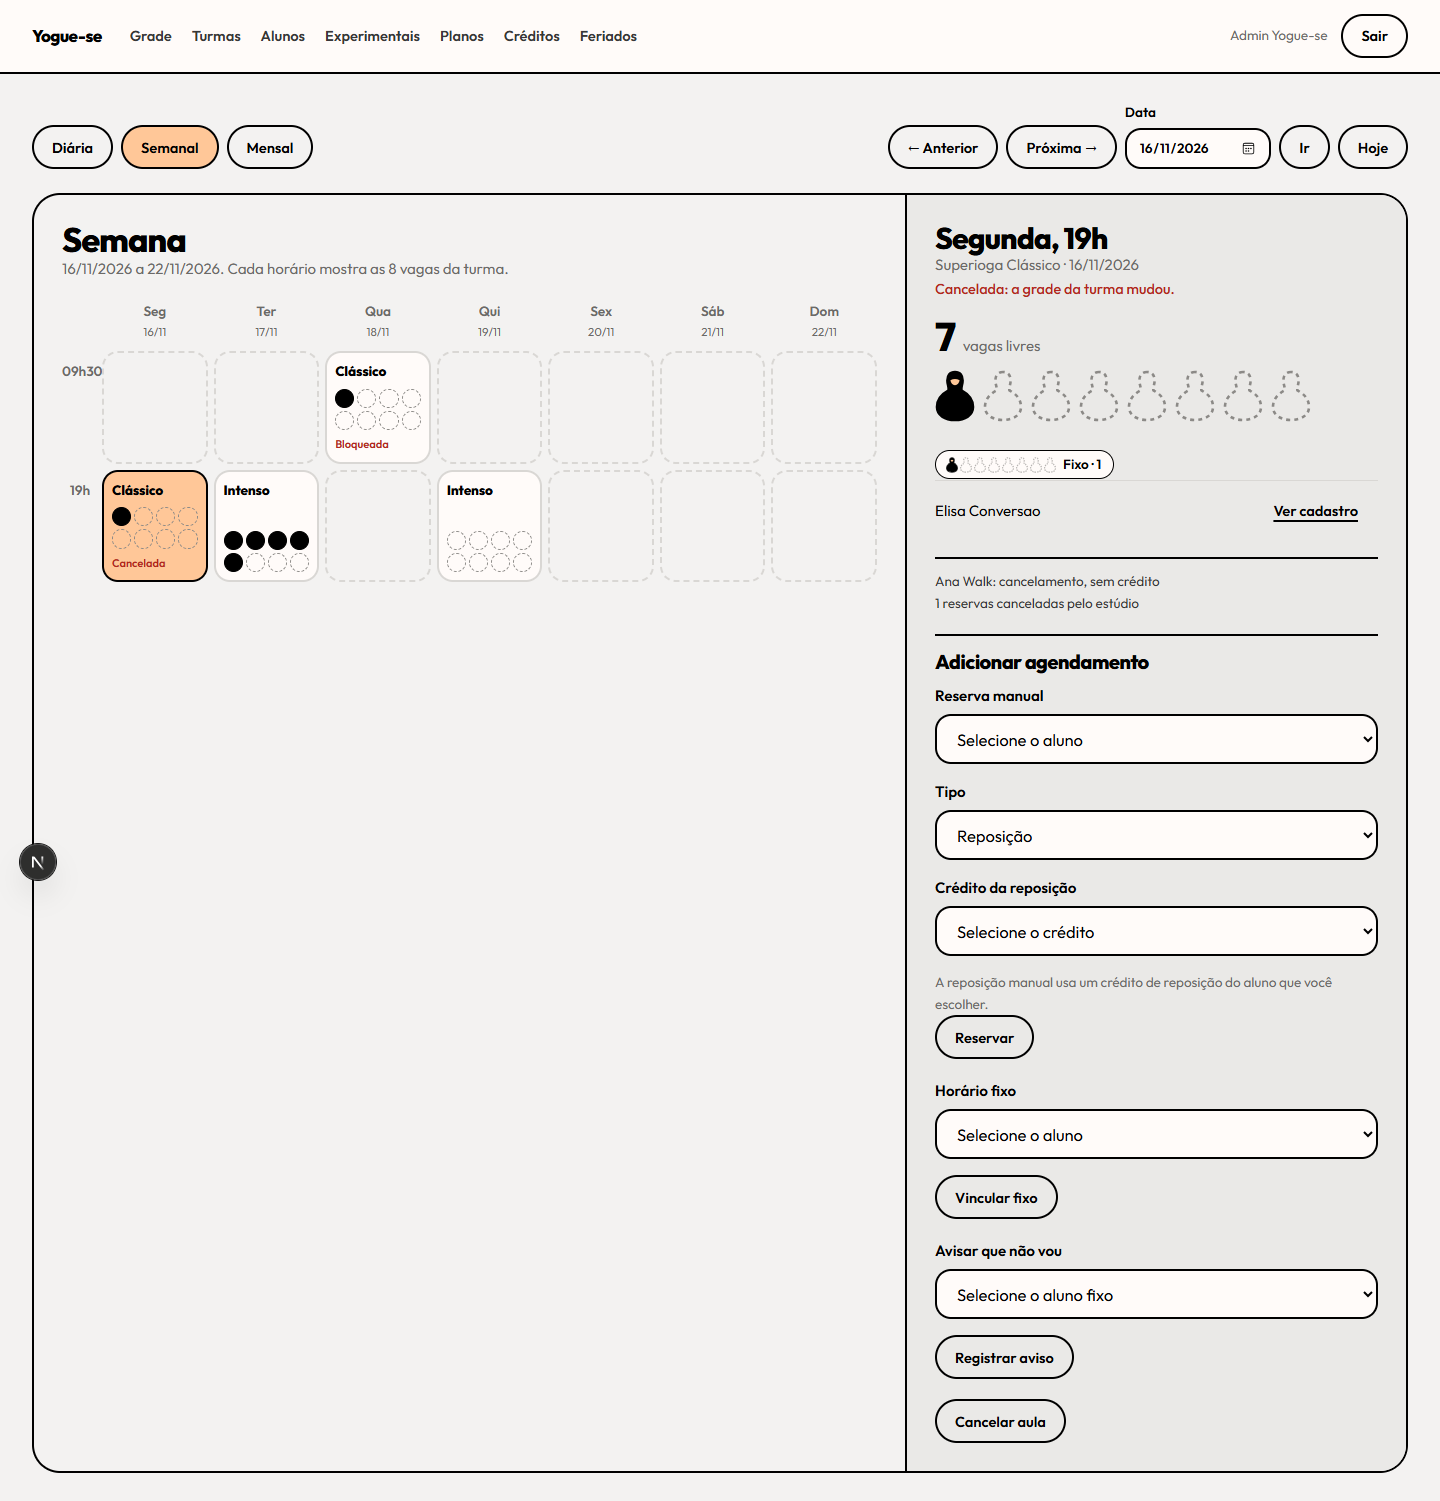 Yogue-se Grade Turmas Alunos Experimentais Planos Créditos Feriados Admin Yogue-se Sair
Data
Diária Semanal Mensal ← Anterior Próxima → 16/11/2026 Ir Hoje
Semana
16/11/2026 a 22/11/2026. Cada horário mostra as 8 vagas da turma.
Seg Ter Qua Qui Sex Sáb Dom
16/11 17/11 18/11 19/11 20/11 21/11 22/11
09h30 Clássico
Bloqueada
19h Clássico Intenso Intenso
Cancelada
Segunda, 19h
Superioga Clássico · 16/11/2026
Cancelada: a grade da turma mudou.
7 vagas livres
Fixo · 1
Elisa Conversao Ver cadastro
Ana Walk: cancelamento, sem crédito
1 reservas canceladas pelo estúdio
Adicionar agendamento
Reserva manual
Selecione o aluno
Tipo
Reposição
Crédito da reposição
Selecione o crédito
A reposição manual usa um crédito de reposição do aluno que você
escolher.
Reservar
Horário fixo
Selecione o aluno
Vincular fixo
Avisar que não vou
Selecione o aluno fixo
Registrar aviso
Cancelar aula
N